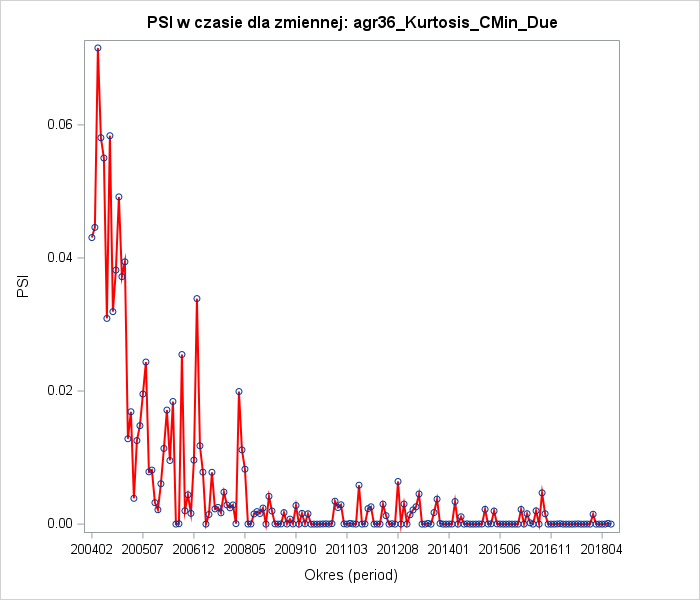 PSI w czasie dla zmiennej: agr36_Kurtosis_CMin_Due
0.06
0.04
PSI
0.02
0.00
200402 200507 200612 200805 200910 201103 201208 201401 201506 201611 201804
Okres (period)